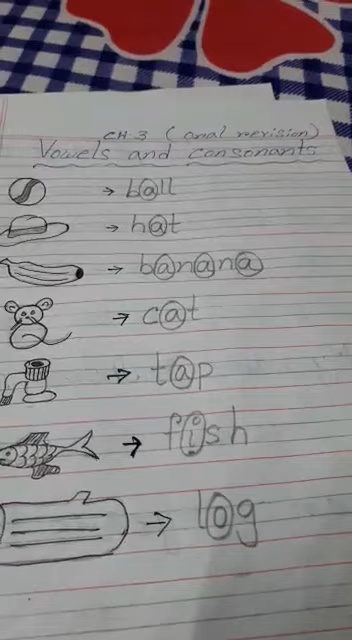 CH-3 (oral revision)
Vowels and consonants
→ ball
→ hat
→ banana
→ cat
→ tap
→ fish
→ log